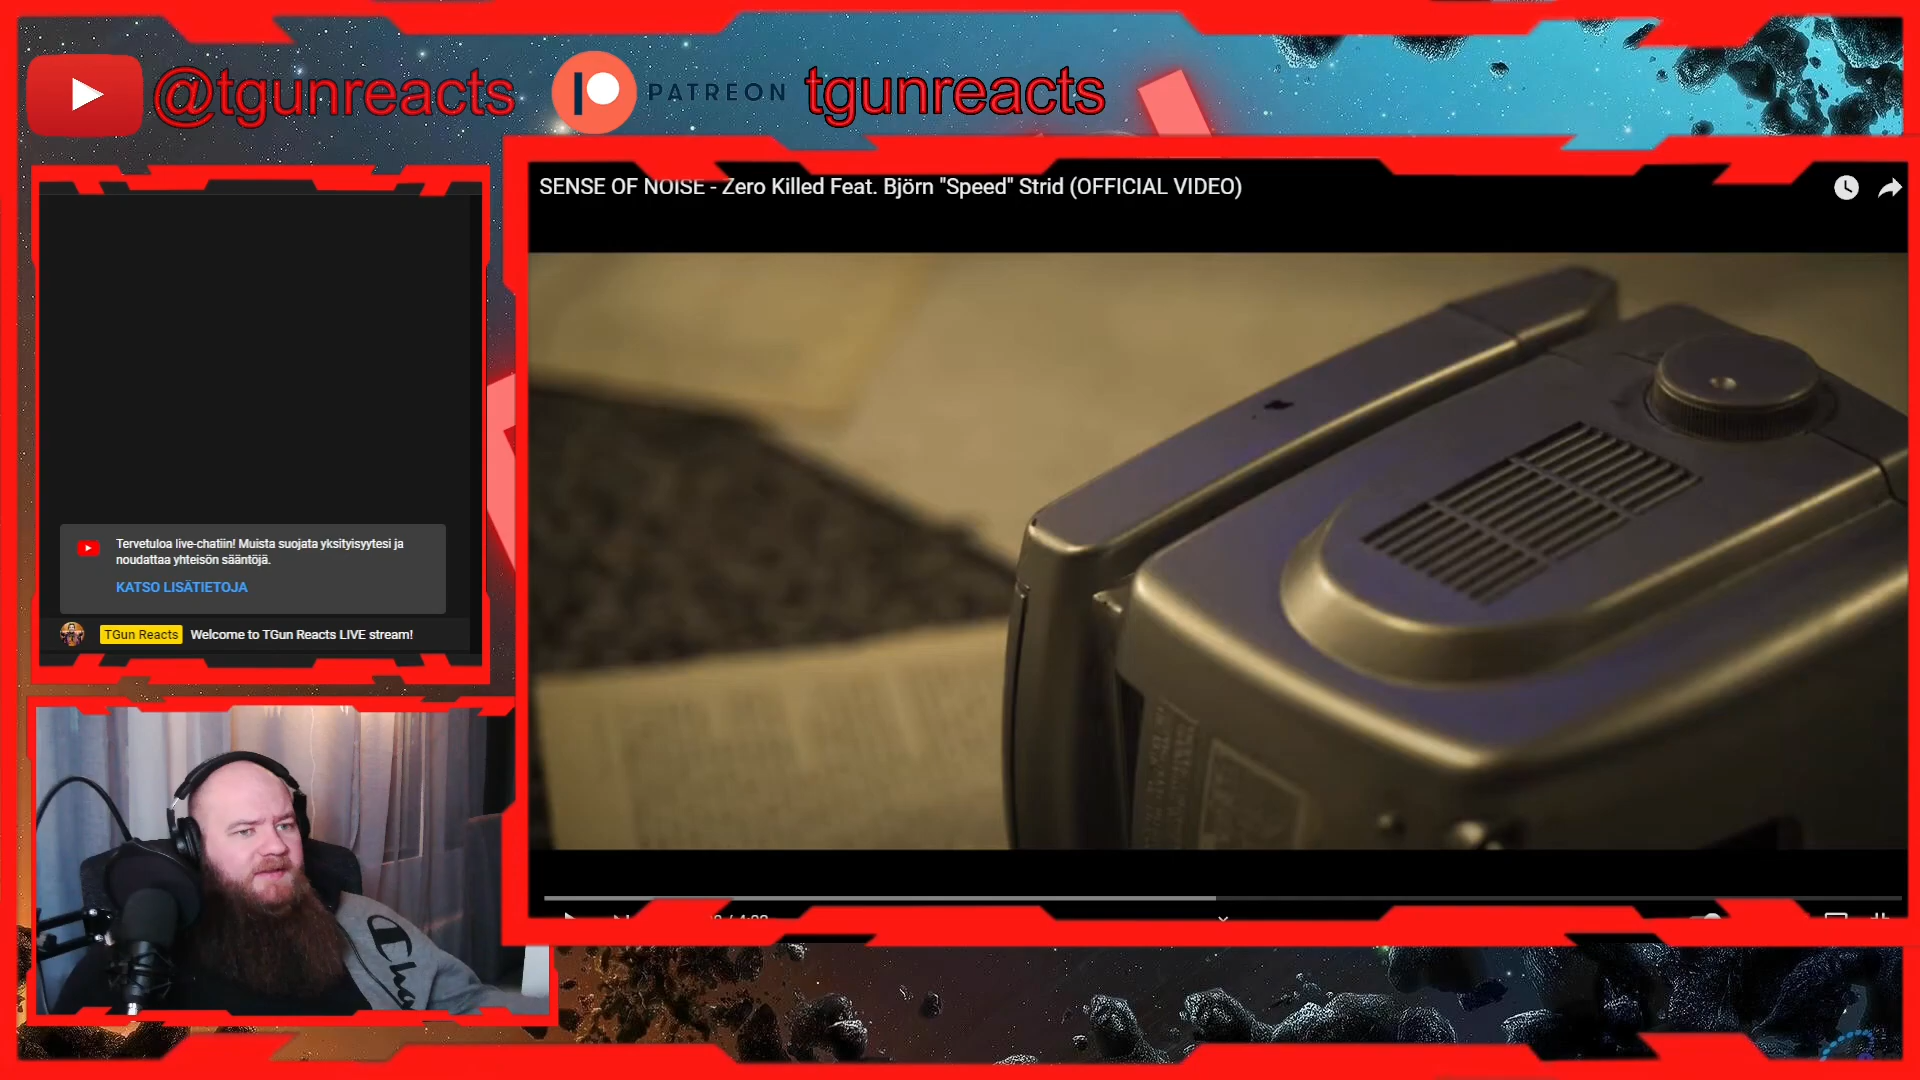 @tgunreacts
PATREON
tgunreacts
SENSE OF NOISE - Zero Killed Feat. Björn "Speed" Strid (OFFICIAL VIDEO)
Tervetuloa live-chatiin! Muista suojata yksityisyytesi ja
noudattaa yhteisön sääntöjä.
KATSO LISÄTIETOJA
TGun Reacts Welcome to TGun Reacts LIVE stream!
Cha